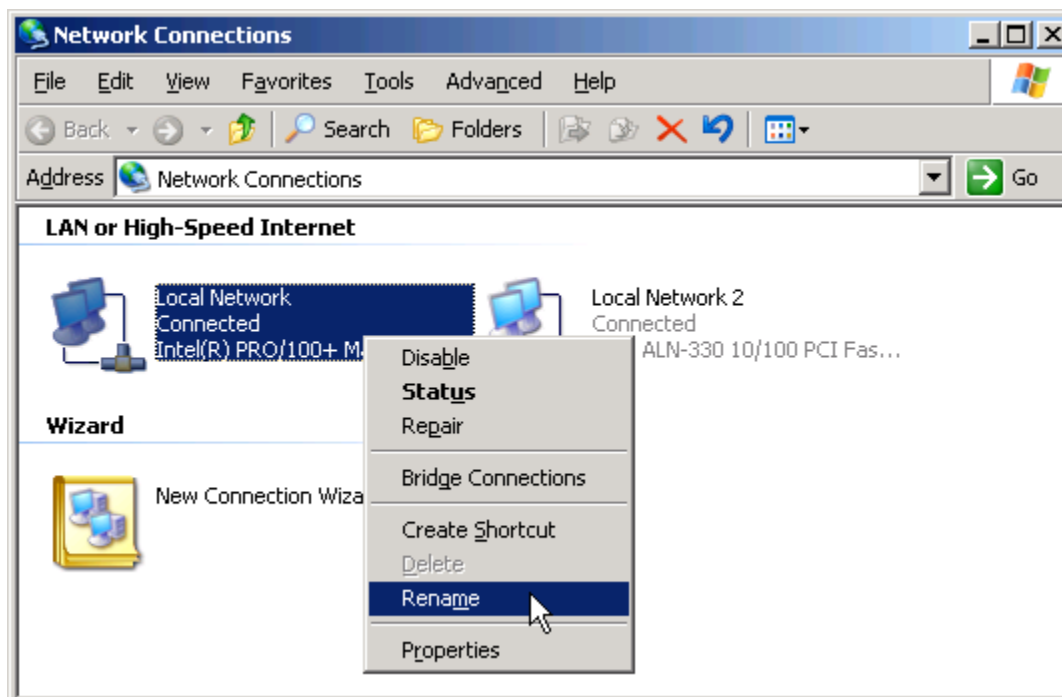 Network Connections
File Edit View Favorites Tools Advanced Help
Back Search Folders
Address Network Connections Go
LAN or High-Speed Internet
Local Network
Connected
Intel(R) PRO/100+ M
Local Network 2
Connected
ALN-330 10/100 PCI Fas...
Disable
Status
Repair
Bridge Connections
Create Shortcut
Delete
Rename
Properties
Wizard
New Connection Wiza